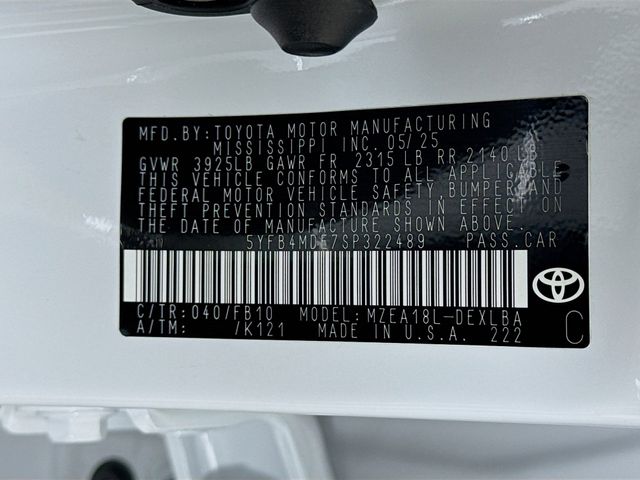 MFD.BY:TOYOTA MOTOR MANUFACTURING
MISSISSIPPI INC. 05/25
GVWR 3925LB GAWR FR 2315 LB RR 2140 LB
THIS VEHICLE CONFORMS TO ALL APPLICABLE
FEDERAL MOTOR VEHICLE SAFETY BUMPER AND
THEFT PREVENTION STANDARDS IN EFFECT ON
THE DATE OF MANUFACTURE SHOWN ABOVE.
5YFB4MDE7SP322489 PASS.CAR
C/TR: 040/FB10 MODEL: MZEA18L-DEXLBA
A/TM: /K121 MADE IN U.S.A. 222 C